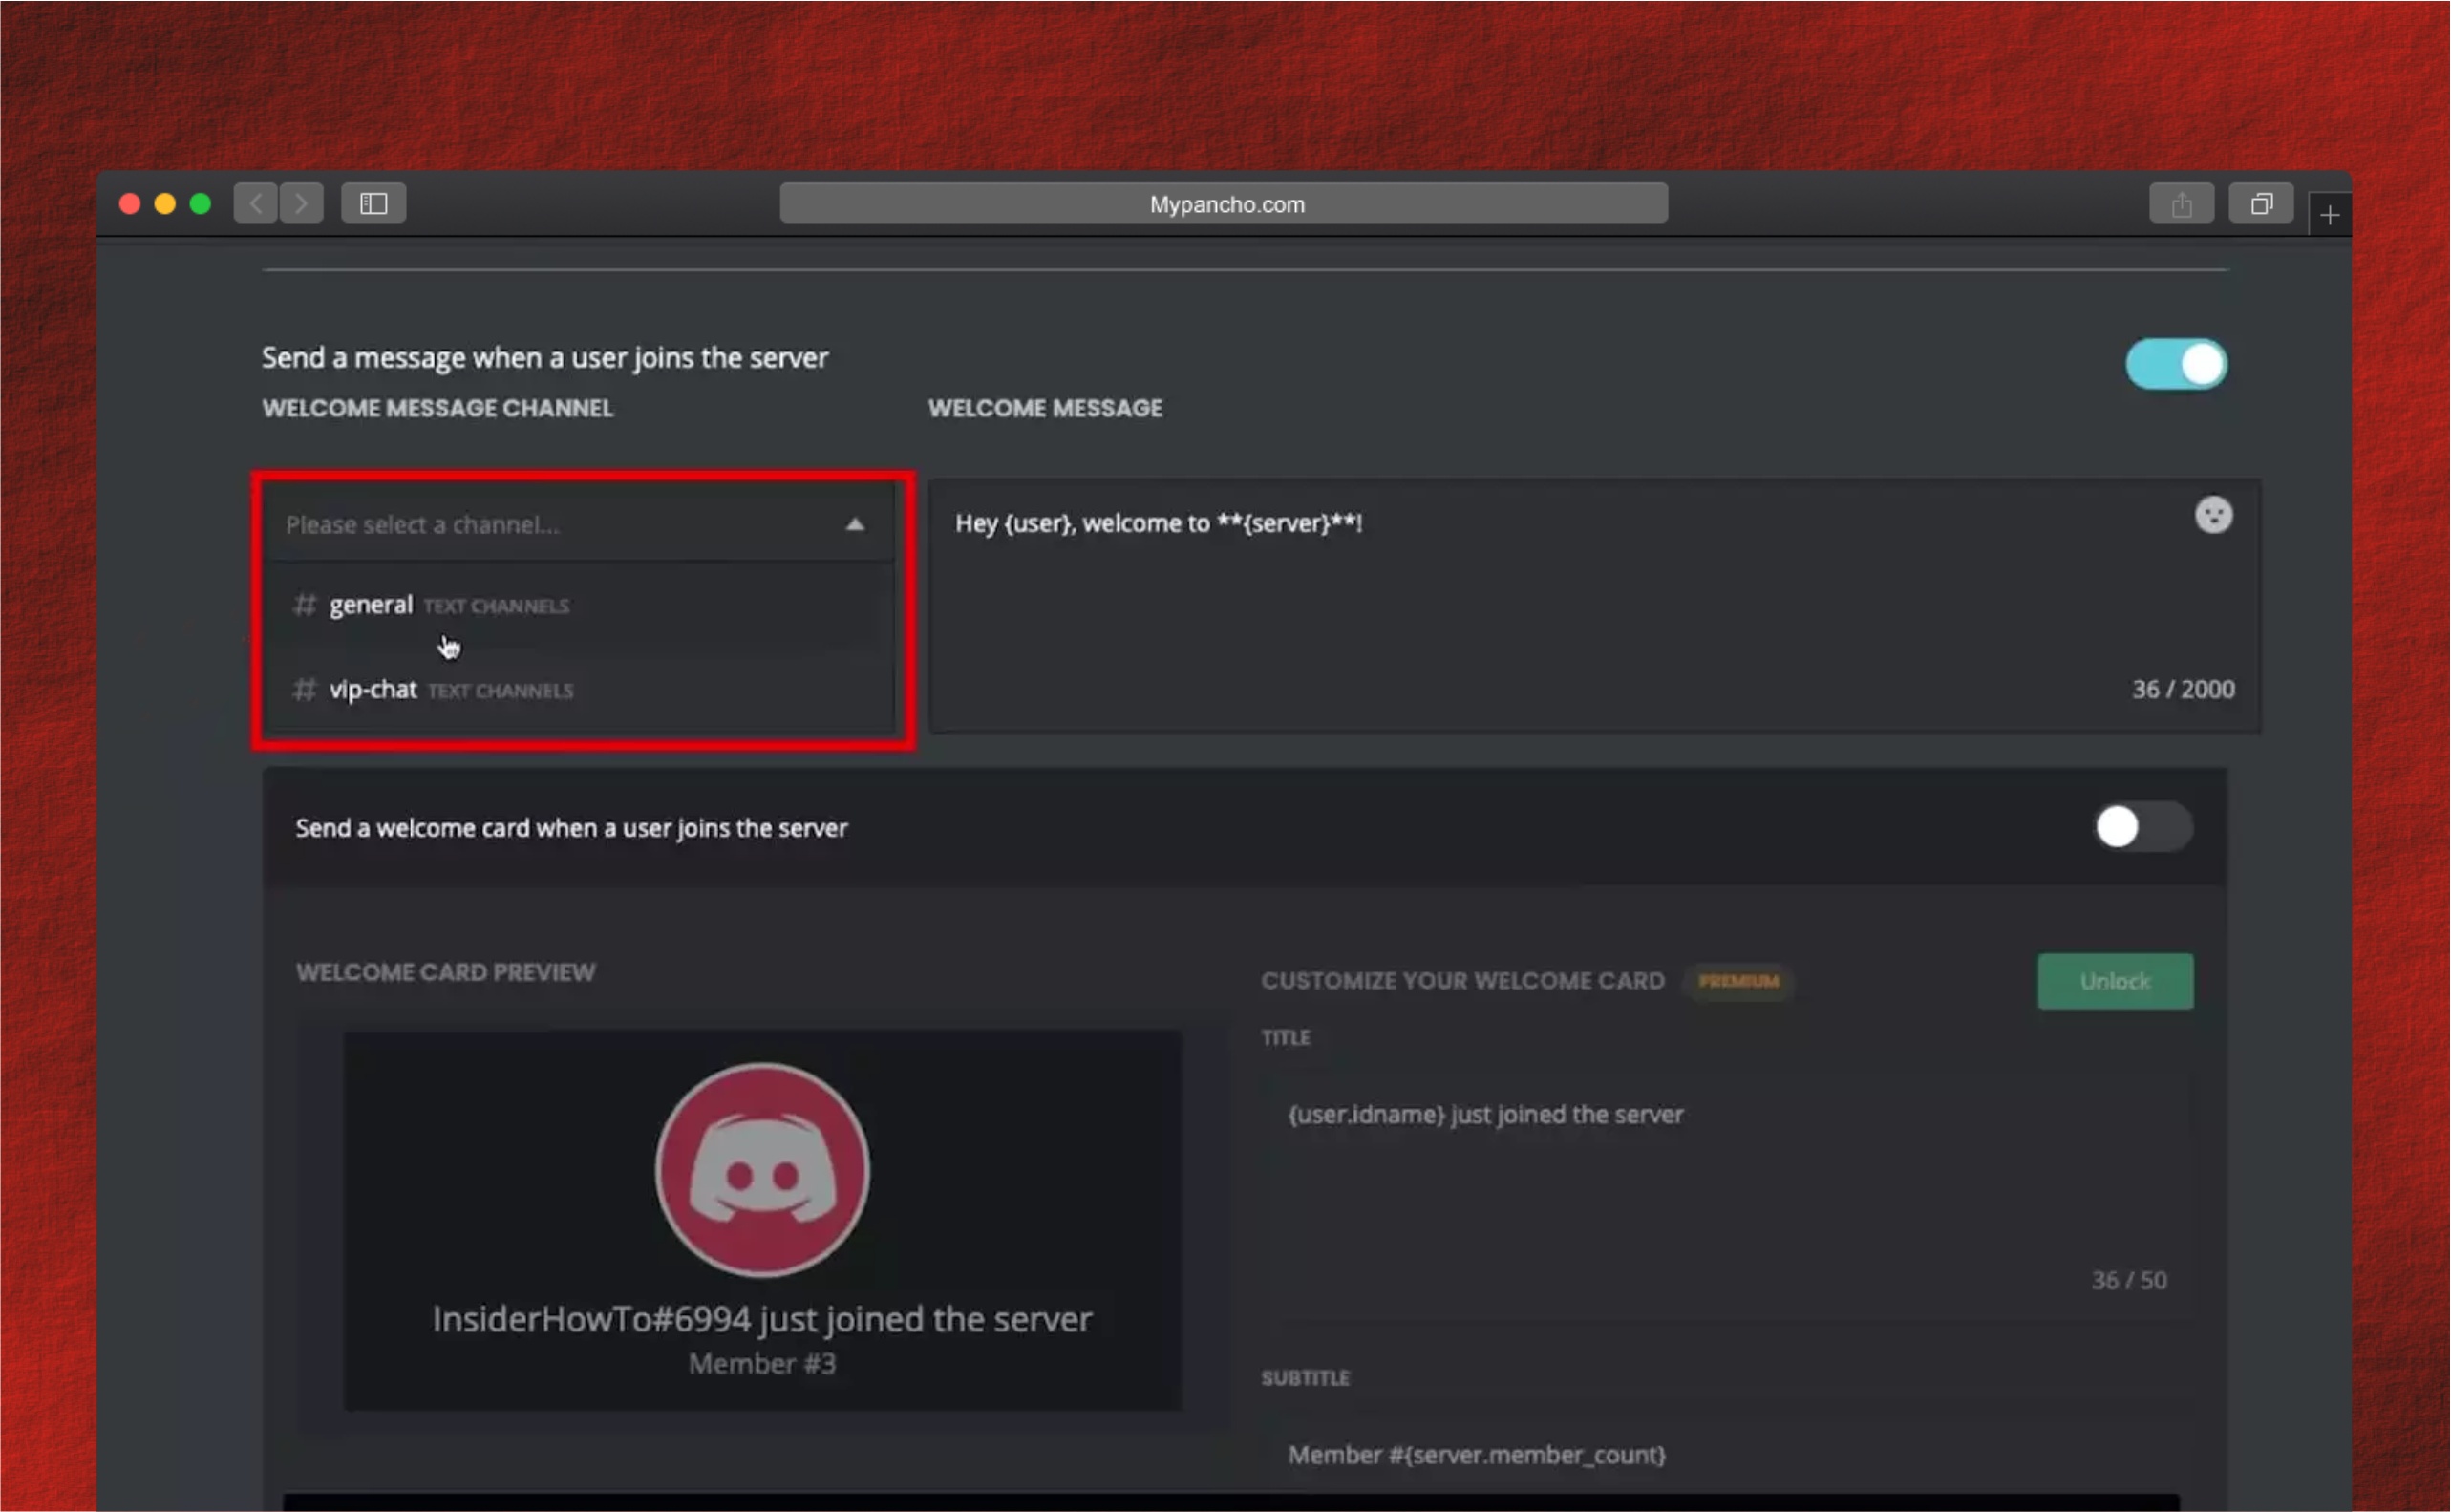 Mypancho.com
Send a message when a user joins the server
WELCOME MESSAGE CHANNEL
WELCOME MESSAGE
Please select a channel...
# general TEXT CHANNELS
# vip-chat TEXT CHANNELS
Hey {user}, welcome to **{server}**!
36 / 2000
Send a welcome card when a user joins the server
WELCOME CARD PREVIEW
InsiderHowTo#6994 just joined the server
Member #3
CUSTOMIZE YOUR WELCOME CARD PREMIUM
Unlock
TITLE
{user.idname} just joined the server
36 / 50
SUBTITLE
Member #{server.member_count}